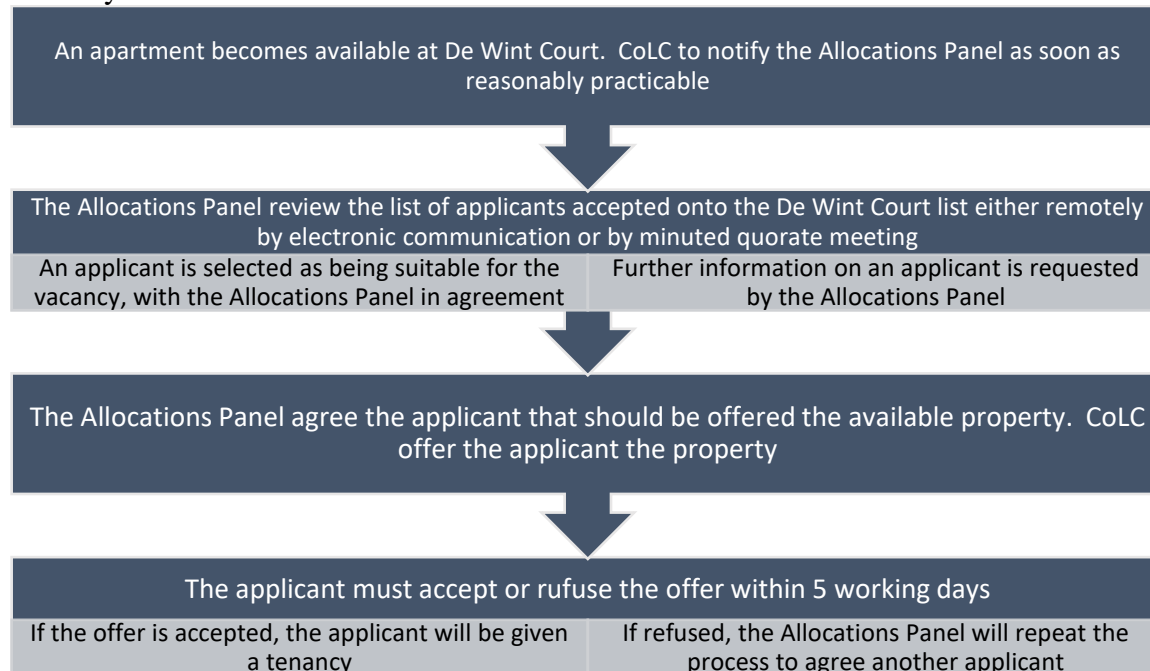 An apartment becomes available at De Wint Court. CoLC to notify the Allocations Panel as soon as
reasonably practicable
The Allocations Panel review the list of applicants accepted onto the De Wint Court list either remotely
by electronic communication or by minuted quorate meeting
An applicant is selected as being suitable for the
vacancy, with the Allocations Panel in agreement
Further information on an applicant is requested
by the Allocations Panel
The Allocations Panel agree the applicant that should be offered the available property. CoLC
offer the applicant the property
The applicant must accept or rufuse the offer within 5 working days
If the offer is accepted, the applicant will be given
a tenancy
If refused, the Allocations Panel will repeat the
process to agree another applicant